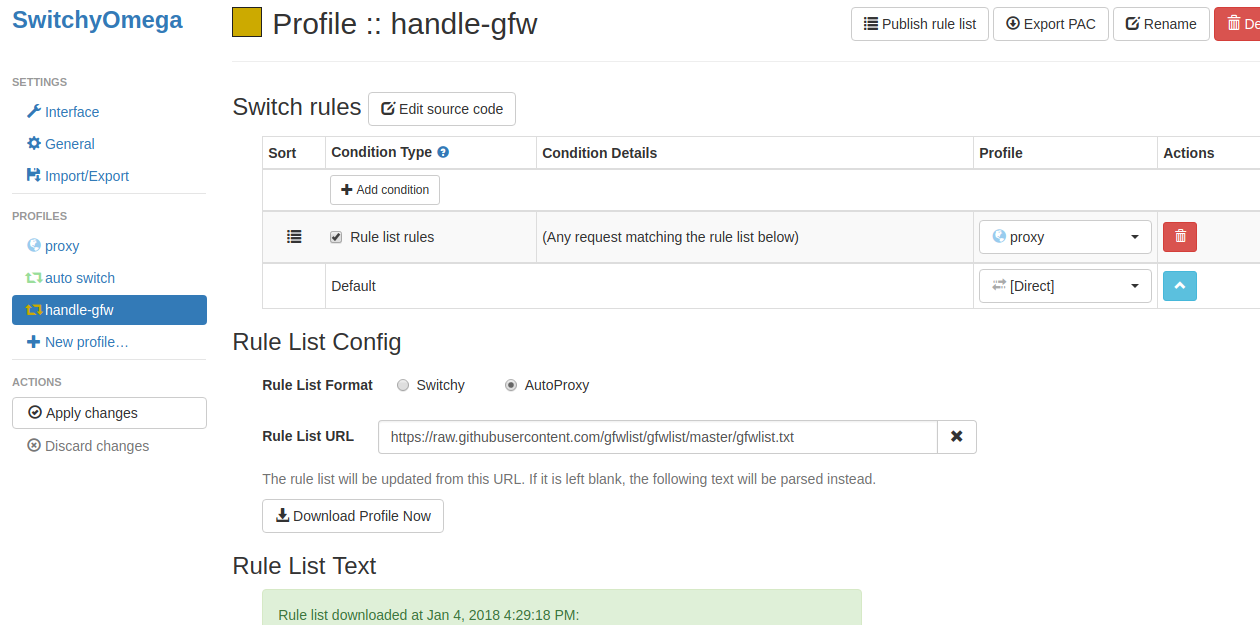 SwitchyOmega
Profile :: handle-gfw
Publish rule list
Export PAC
Rename
De
SETTINGS
Interface
General
Import/Export
PROFILES
proxy
auto switch
handle-gfw
New profile…
ACTIONS
Apply changes
Discard changes
Switch rules
Edit source code
Sort Condition Type Condition Details Profile Actions
Add condition
Rule list rules (Any request matching the rule list below) proxy
Default [Direct]
Rule List Config
Rule List Format Switchy AutoProxy
Rule List URL https://raw.githubusercontent.com/gfwlist/gfwlist/master/gfwlist.txt
The rule list will be updated from this URL. If it is left blank, the following text will be parsed instead.
Download Profile Now
Rule List Text
Rule list downloaded at Jan 4, 2018 4:29:18 PM: